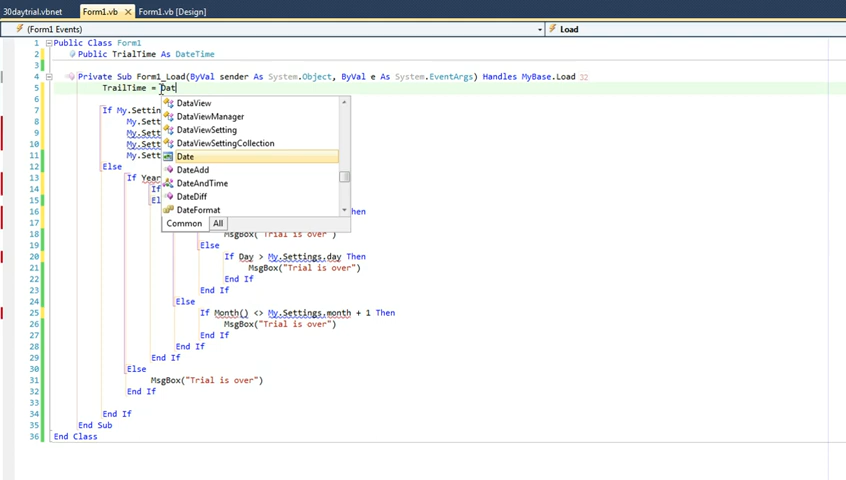 30daytrial.vbnet Form1.vb × Form1.vb [Design]
(Form1 Events) Load
1 Public Class Form1
2 Public TrialTime As DateTime
3
4 Private Sub Form1_Load(ByVal sender As System.Object, ByVal e As System.EventArgs) Handles MyBase.Load 32
5 TrailTime = Dat
6 DataView
DataViewManager
7 If My.Settin
8 My.Sett
DataViewSetting
9 My.Sett
DataViewSettingCollection
10 My.Sett
11 My.Sett
Date
12 Else
DateAdd
13 If Year
DateAndTime
14 If
15 El
DateDiff
16 hen
DateFormat
17
Common All
18 MsgBox("Trial is over")
19 Else
20 If Day > My.Settings.day Then
21 MsgBox("Trial is over")
22 End If
23 End If
24 Else
25 If Month() <> My.Settings.month + 1 Then
26 MsgBox("Trial is over")
27 End If
28 End If
29 End If
30 Else
31 MsgBox("Trial is over")
32 End If
33
34 End If
35 End Sub
36 End Class